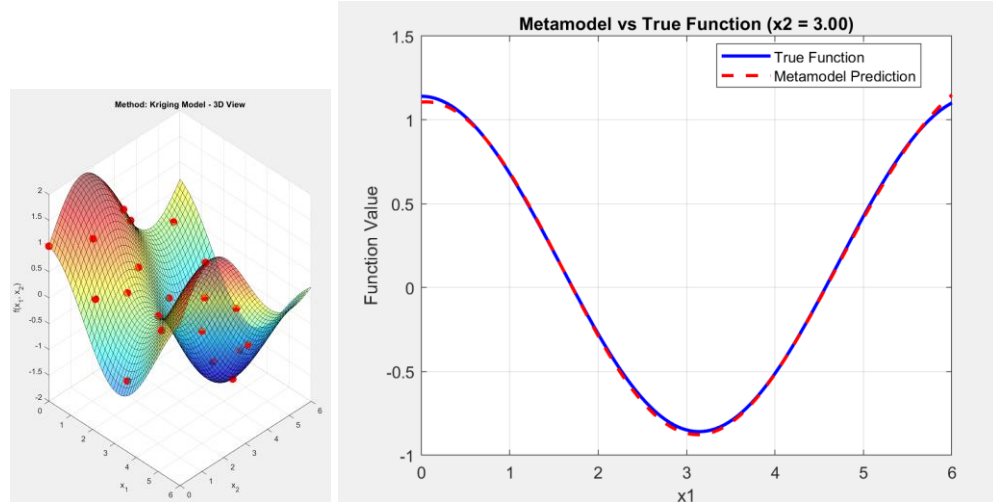 Method: Kriging Model - 3D View
2
1.5
1
0.5
0
-0.5
-1
-1.5
-2
f(x₁, x₂)
0
1
2
3
4
5
6
x₁
0
1
2
3
4
5
6
x₂
Metamodel vs True Function (x2 = 3.00)
True Function
Metamodel Prediction
1.5
1
0.5
0
-0.5
-1
Function Value
0 1 2 3 4 5 6
x1